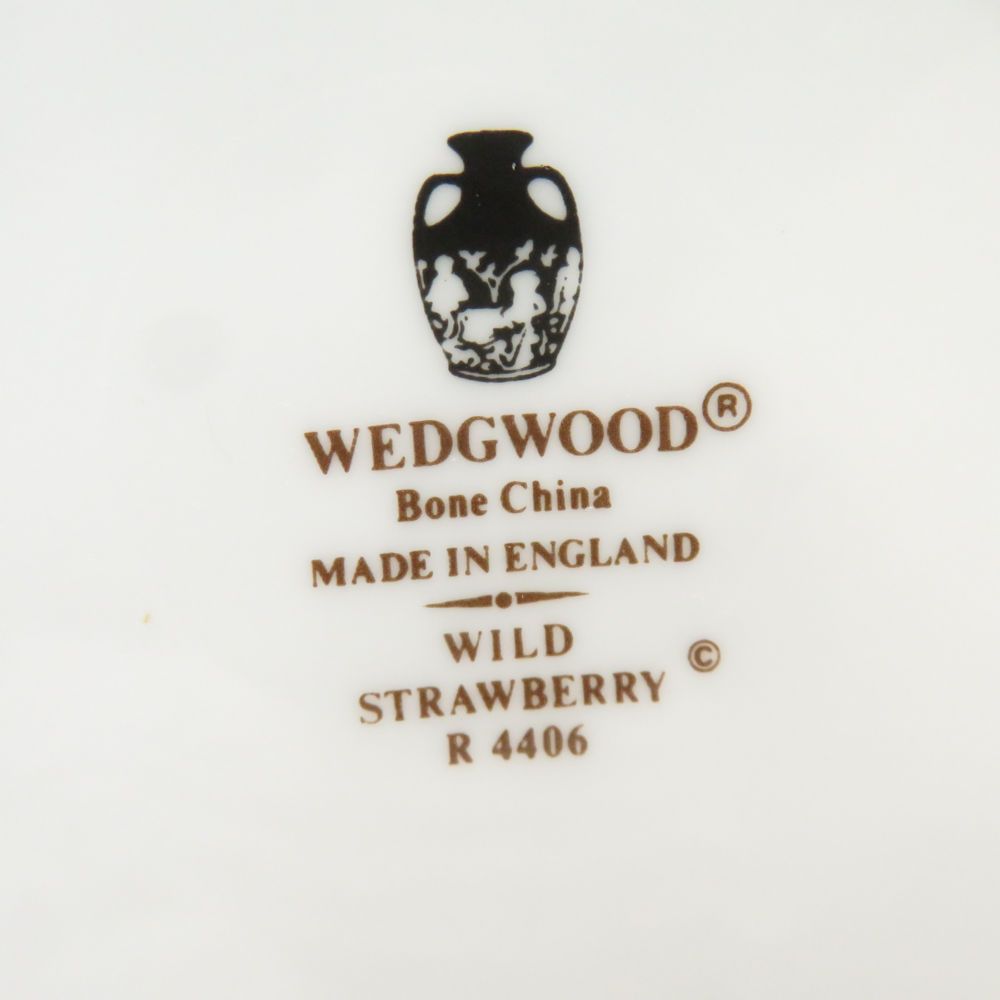 WEDGWOOD®
Bone China
MADE IN ENGLAND
WILD
STRAWBERRY ©
R 4406